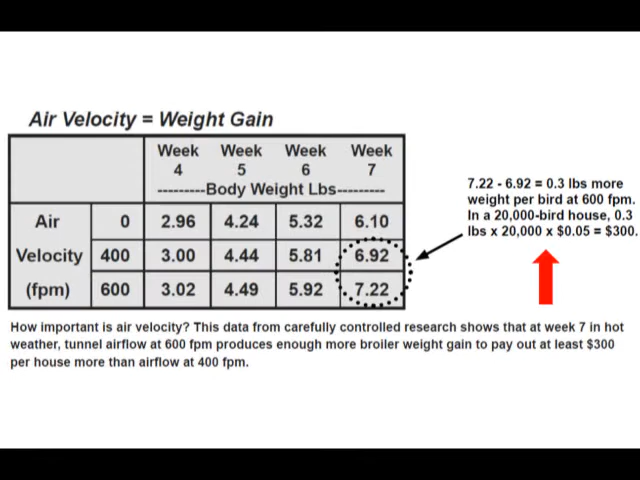 Air Velocity = Weight Gain
Week 4 Week 5 Week 6 Week 7
---------Body Weight Lbs---------
Air Velocity (fpm)
0 2.96 4.24 5.32 6.10
400 3.00 4.44 5.81 6.92
600 3.02 4.49 5.92 7.22
7.22 - 6.92 = 0.3 lbs more
weight per bird at 600 fpm.
In a 20,000-bird house, 0.3
lbs x 20,000 x $0.05 = $300.
How important is air velocity? This data from carefully controlled research shows that at week 7 in hot
weather, tunnel airflow at 600 fpm produces enough more broiler weight gain to pay out at least $300
per house more than airflow at 400 fpm.